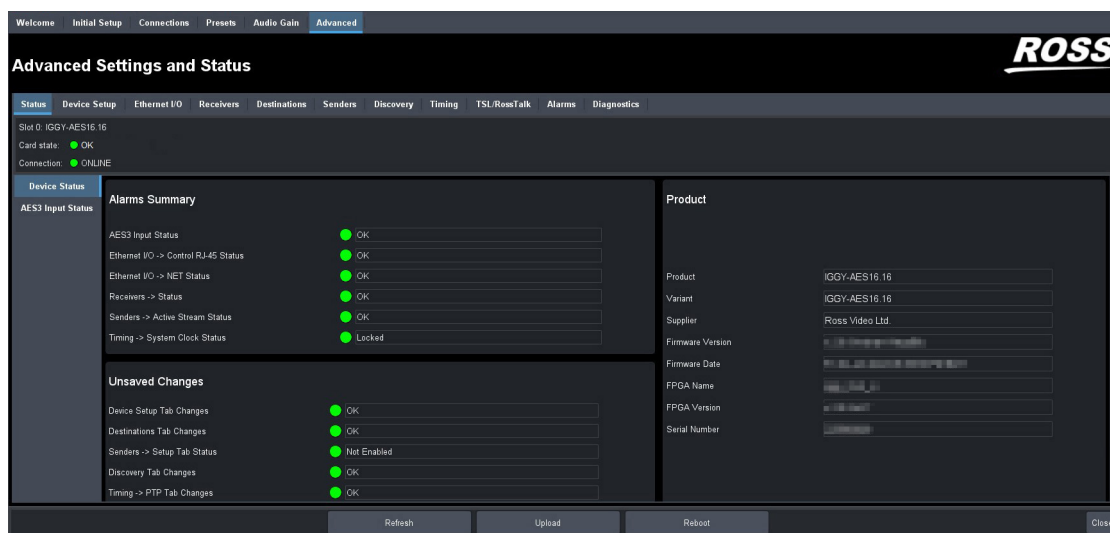 Welcome Initial Setup Connections Presets Audio Gain Advanced
Advanced Settings and Status
ROSS
Status Device Setup Ethernet I/O Receivers Destinations Senders Discovery Timing TSL/RossTalk Alarms Diagnostics
Slot 0: IGGY-AES16.16
Card state: OK
Connection: ONLINE
Device Status
AES3 Input Status
Alarms Summary
AES3 Input Status OK
Ethernet I/O -> Control RJ-45 Status OK
Ethernet I/O -> NET Status OK
Receivers -> Status OK
Senders -> Active Stream Status OK
Timing -> System Clock Status Locked
Unsaved Changes
Device Setup Tab Changes OK
Destinations Tab Changes OK
Senders -> Setup Tab Status Not Enabled
Discovery Tab Changes OK
Timing -> PTP Tab Changes OK
Product
Product IGGY-AES16.16
Variant IGGY-AES16.16
Supplier Ross Video Ltd.
Firmware Version
Firmware Date
FPGA Name
FPGA Version
Serial Number
Refresh Upload Reboot Close